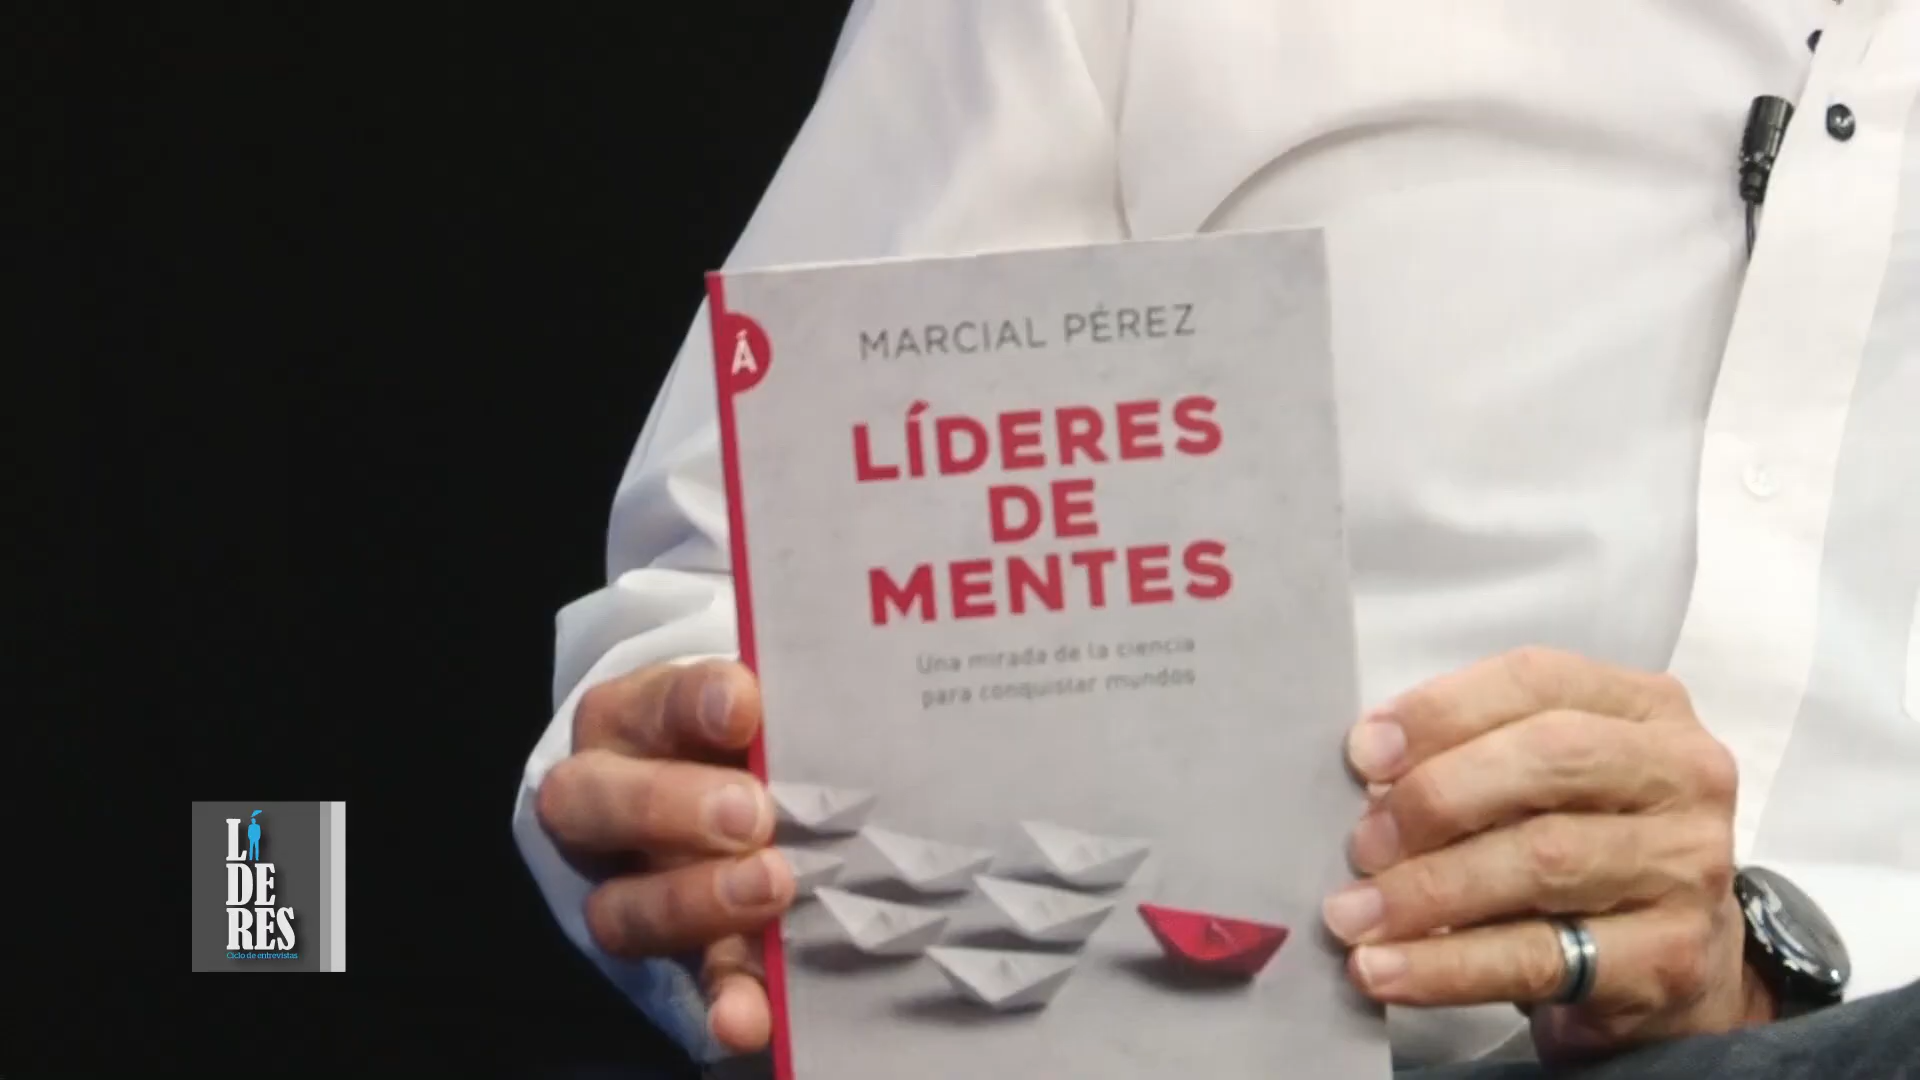 MARCIAL PÉREZ
Á
LÍDERES
DE
MENTES
Una mirada de la ciencia
para conquistar mundos
LÍ
DE
RES
Ciclo de entrevistas